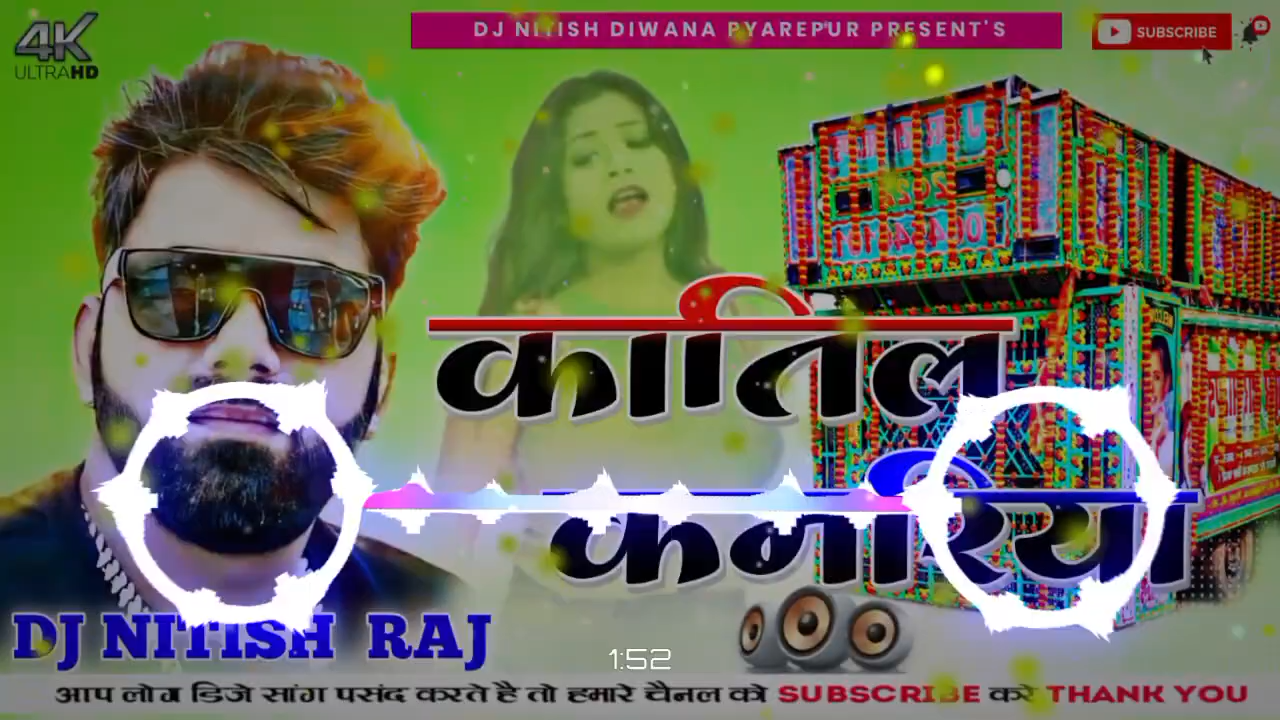 4K
ULTRAHD
DJ NITISH DIWANA PYAREPUR PRESENT'S
SUBSCRIBE
कातिल
कमरिया
DJ NITISH RAJ
1:52
आप लोग डिजे सांग पसंद करते है तो हमारे चैनल को SUBSCRIBE करे THANK YOU